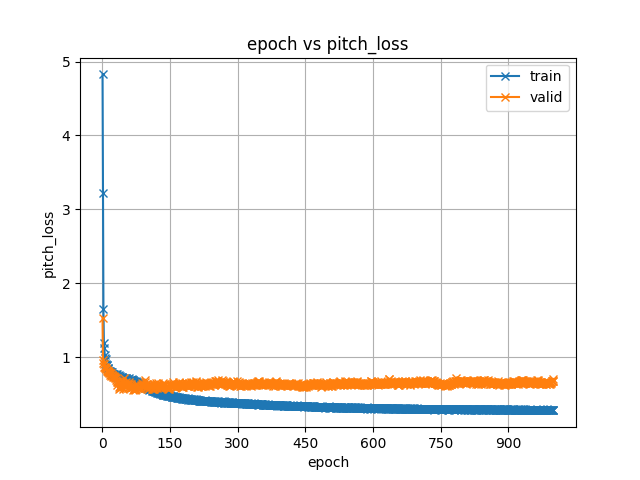 epoch vs pitch_loss
train
valid
pitch_loss
5
4
3
2
1
0 150 300 450 600 750 900
epoch